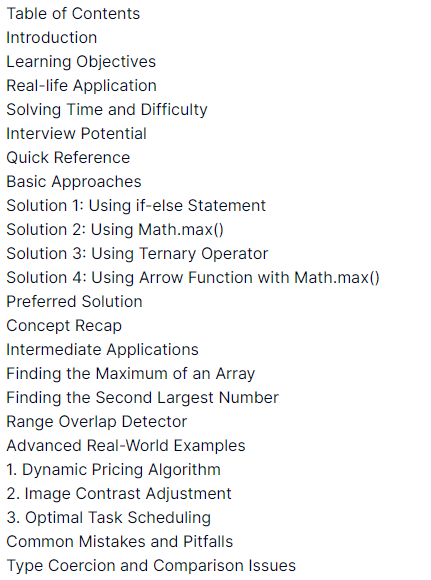 Table of Contents
Introduction
Learning Objectives
Real-life Application
Solving Time and Difficulty
Interview Potential
Quick Reference
Basic Approaches
Solution 1: Using if-else Statement
Solution 2: Using Math.max()
Solution 3: Using Ternary Operator
Solution 4: Using Arrow Function with Math.max()
Preferred Solution
Concept Recap
Intermediate Applications
Finding the Maximum of an Array
Finding the Second Largest Number
Range Overlap Detector
Advanced Real-World Examples
1. Dynamic Pricing Algorithm
2. Image Contrast Adjustment
3. Optimal Task Scheduling
Common Mistakes and Pitfalls
Type Coercion and Comparison Issues